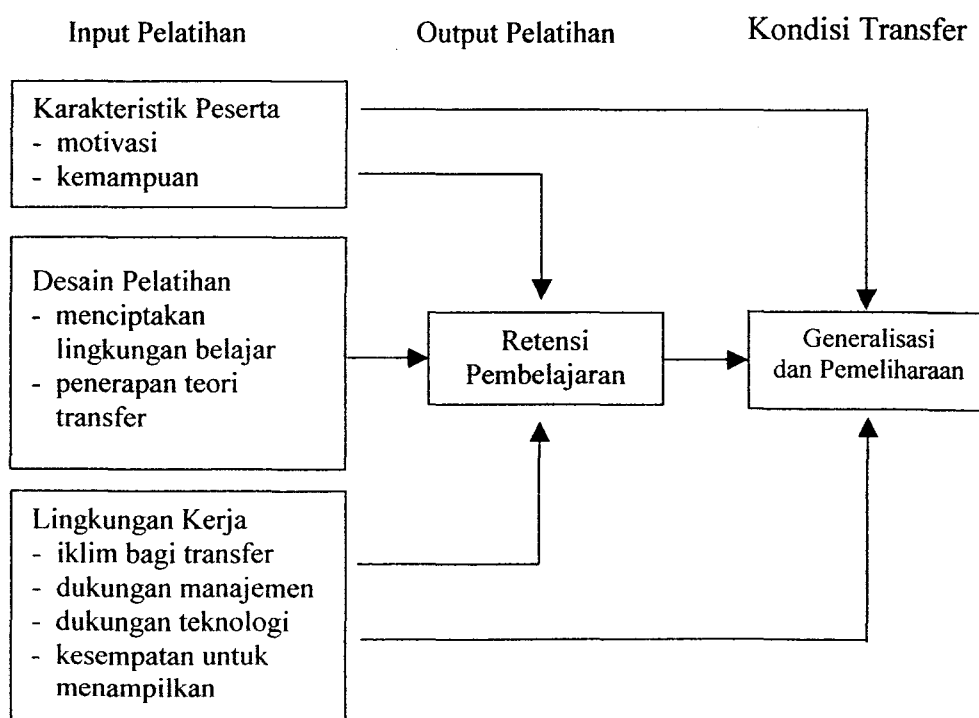 Input Pelatihan
Output Pelatihan
Kondisi Transfer
Karakteristik Peserta
- motivasi
- kemampuan
Desain Pelatihan
- menciptakan
lingkungan belajar
- penerapan teori
transfer
Retensi
Pembelajaran
Generalisasi
dan Pemeliharaan
Lingkungan Kerja
- iklim bagi transfer
- dukungan manajemen
- dukungan teknologi
- kesempatan untuk
menampilkan